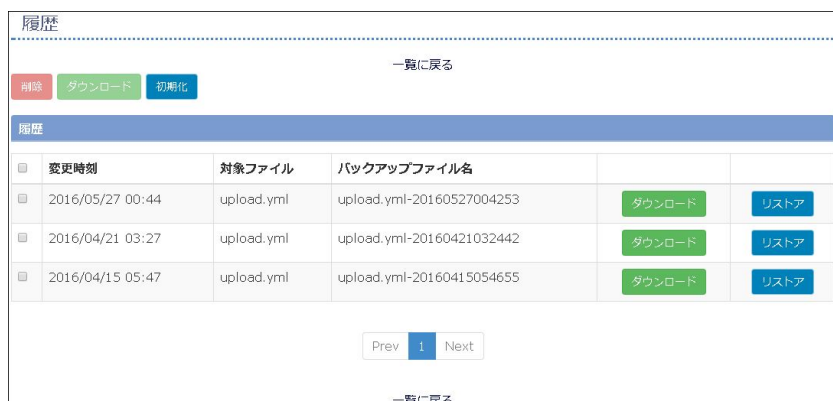 履歴
一覧に戻る
削除 ダウンロード 初期化
履歴
変更時刻 対象ファイル バックアップファイル名
2016/05/27 00:44 upload.yml upload.yml-20160527004253 ダウンロード リストア
2016/04/21 03:27 upload.yml upload.yml-20160421032442 ダウンロード リストア
2016/04/15 05:47 upload.yml upload.yml-20160415054655 ダウンロード リストア
Prev 1 Next
一覧に戻る